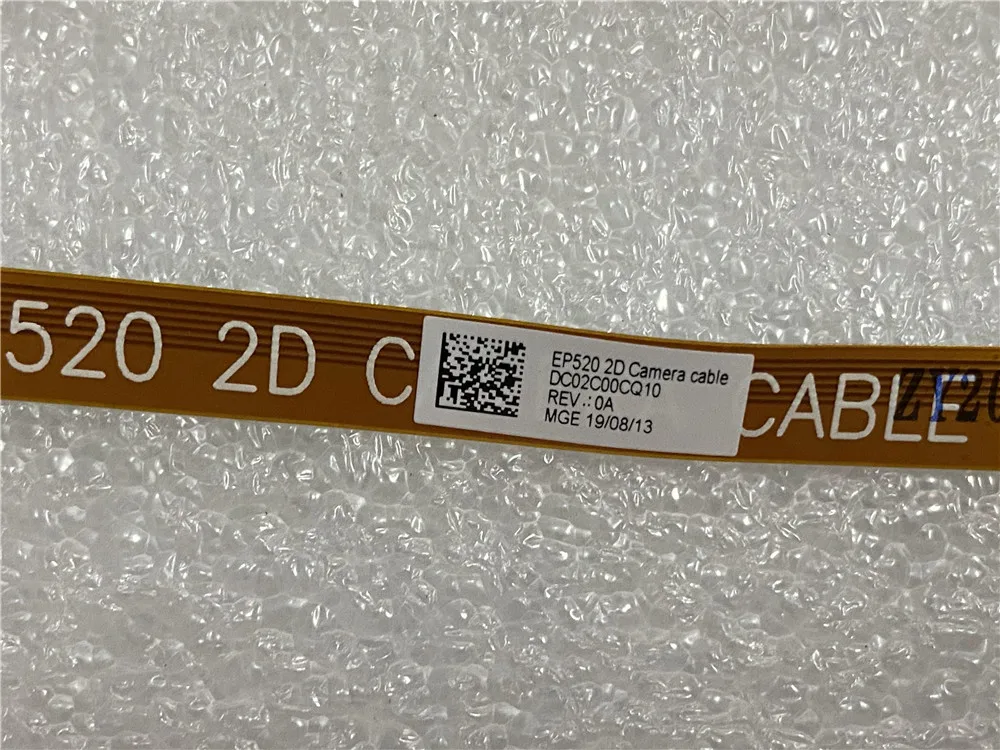 520 2D C
EP520 2D Camera cable
DC02C00CQ10
REV.: 0A
MGE 19/08/13
CABLE